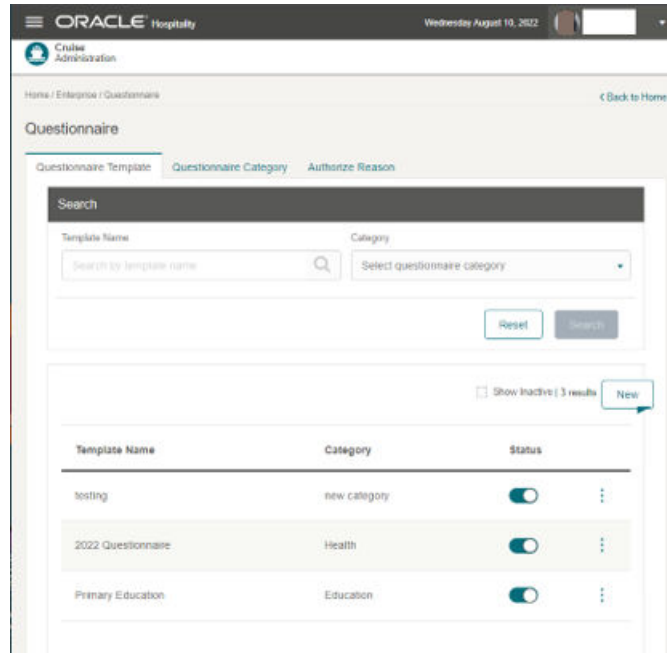 ORACLE Hospitality
Wednesday August 10, 2022
Cruise
Administration
Home / Enterprise / Questionnaire
Back to Home
Questionnaire
Questionnaire Template Questionnaire Category Authorize Reason
Search
Template Name Category
Search by template name Select questionnaire category
Reset Search
Show Inactive | 3 results New
Template Name Category Status
testing new category
2022 Questionnaire Health
Primary Education Education